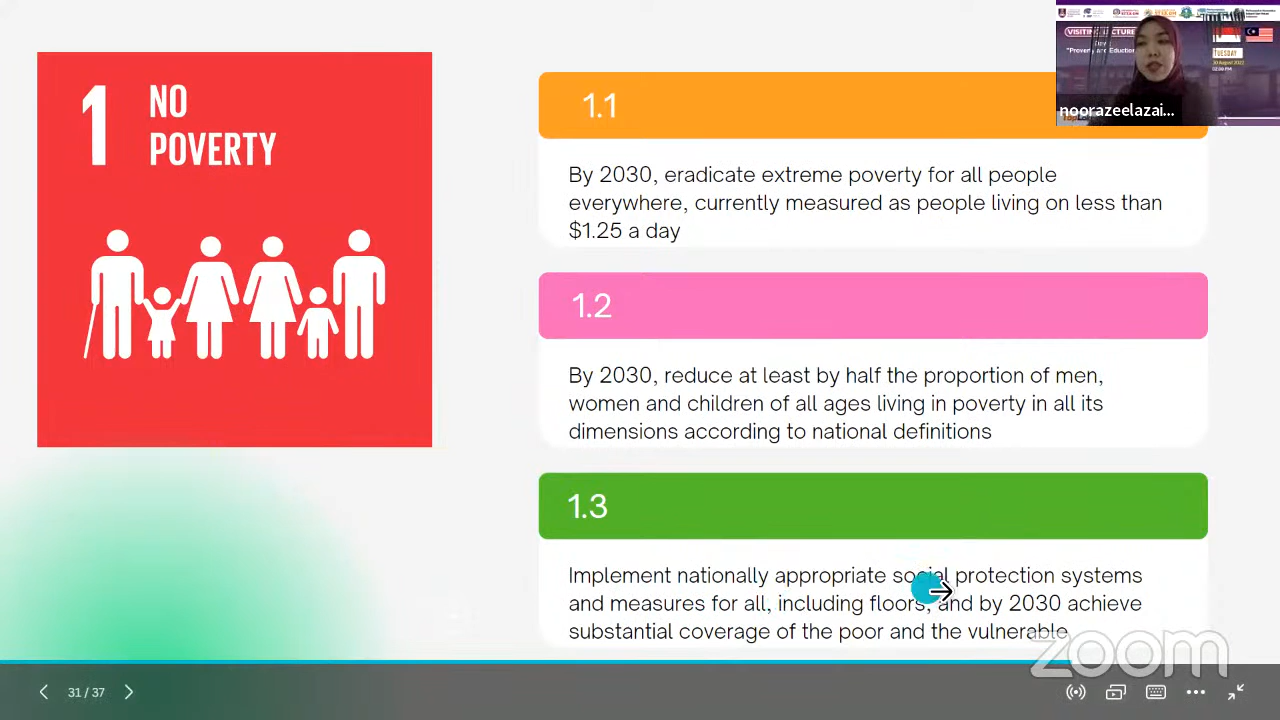 1 NO
POVERTY
1.1
By 2030, eradicate extreme poverty for all people
everywhere, currently measured as people living on less than
$1.25 a day
1.2
By 2030, reduce at least by half the proportion of men,
women and children of all ages living in poverty in all its
dimensions according to national definitions
1.3
Implement nationally appropriate social protection systems
and measures for all, including floors, and by 2030 achieve
substantial coverage of the poor and the vulnerable
VISITING LECTURE
TUESDAY
noorazeelazai...
zoom
31 / 37